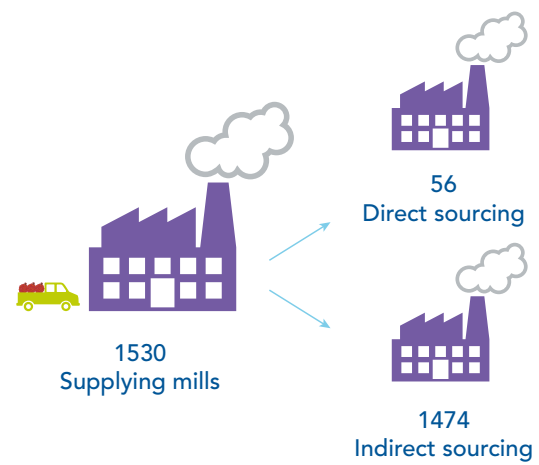 56
Direct sourcing
1530
Supplying mills
1474
Indirect sourcing